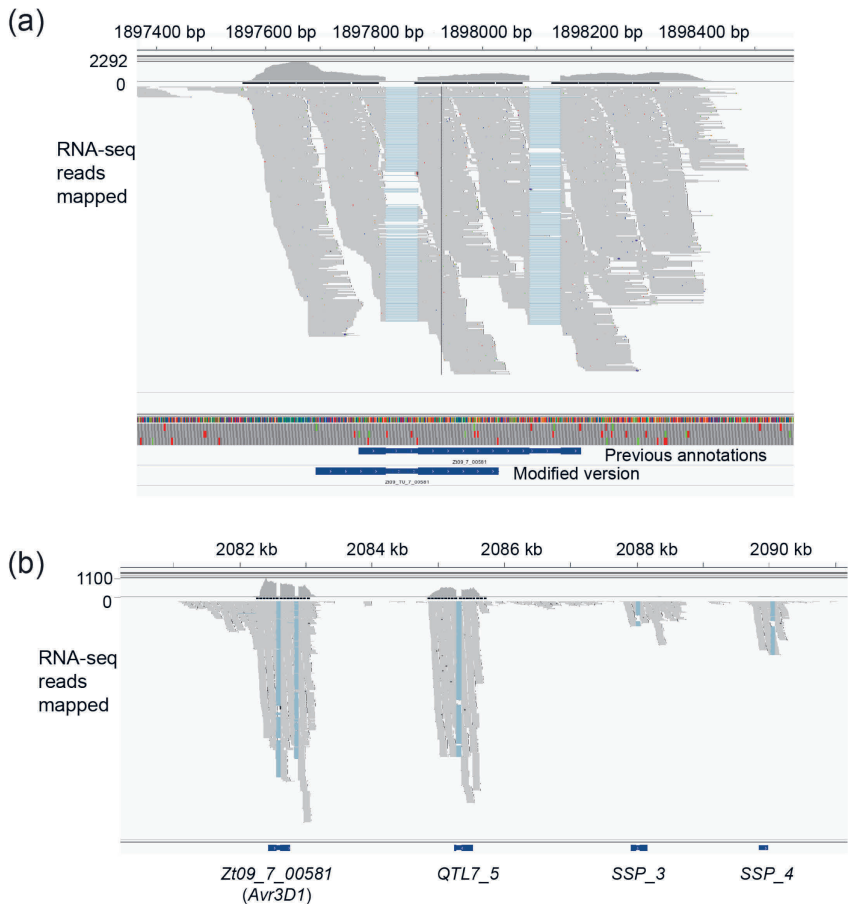 (a)
1897400 bp 1897600 bp 1897800 bp 1898000 bp 1898200 bp 1898400 bp
2292
0
RNA-seq
reads
mapped
Previous annotations
Zt09_7_00581
Modified version
Zt09_TU_7_00581
(b)
2082 kb 2084 kb 2086 kb 2088 kb 2090 kb
1100
0
RNA-seq
reads
mapped
Zt09_7_00581 QTL7_5 SSP_3 SSP_4
(Avr3D1)